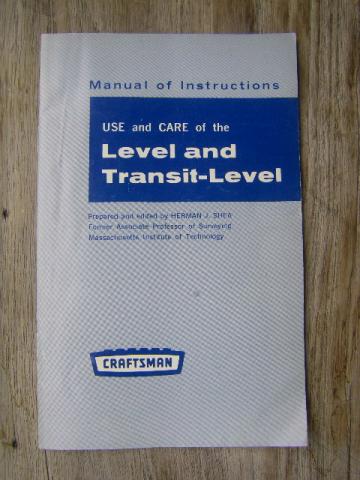 Manual of Instructions
USE and CARE of the
Level and
Transit-Level
Prepared and edited by HERMAN J. SHEA
Former Associate Professor of Surveying
Massachusetts Institute of Technology
CRAFTSMAN